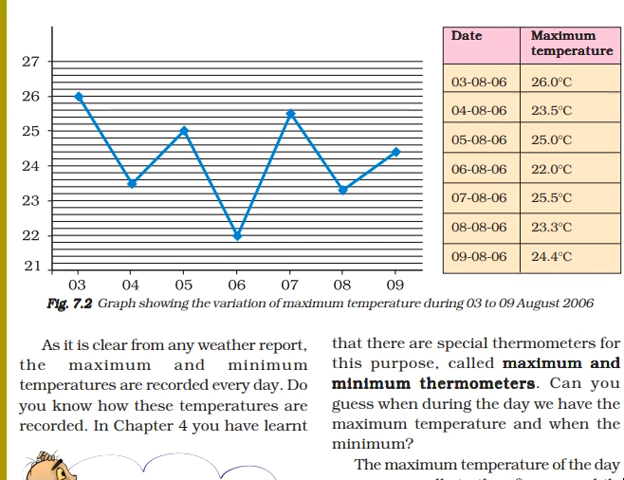 27
26
25
24
23
22
21
03 04 05 06 07 08 09
Date Maximum temperature
03-08-06 26.0°C
04-08-06 23.5°C
05-08-06 25.0°C
06-08-06 22.0°C
07-08-06 25.5°C
08-08-06 23.3°C
09-08-06 24.4°C
Fig. 7.2 Graph showing the variation of maximum temperature during 03 to 09 August 2006
As it is clear from any weather report,
the maximum and minimum
temperatures are recorded every day. Do
you know how these temperatures are
recorded. In Chapter 4 you have learnt
that there are special thermometers for
this purpose, called maximum and
minimum thermometers. Can you
guess when during the day we have the
maximum temperature and when the
minimum?
The maximum temperature of the day